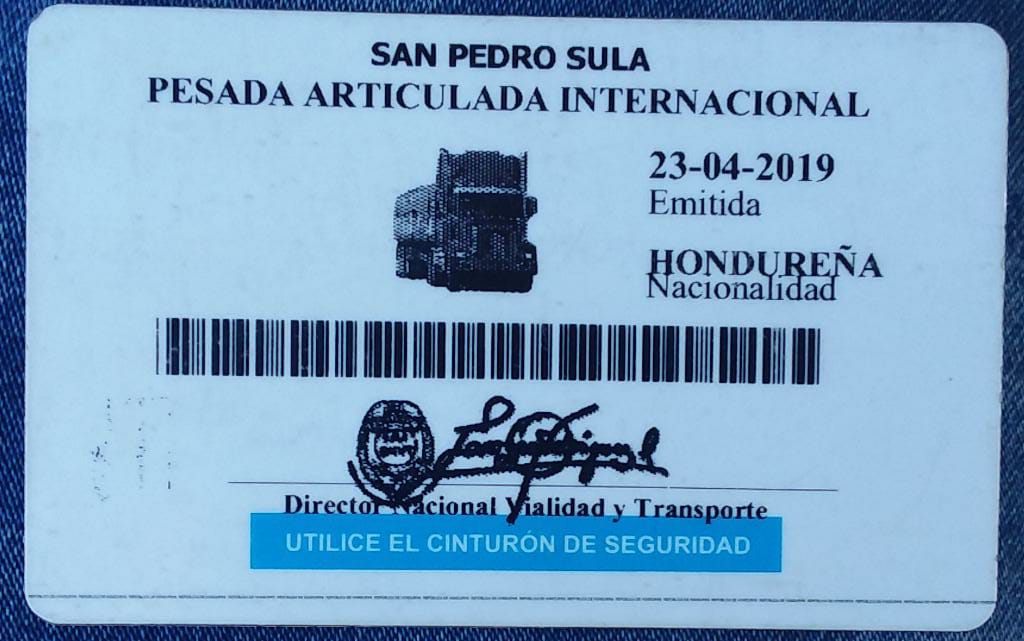 SAN PEDRO SULA
PESADA ARTICULADA INTERNACIONAL
23-04-2019
Emitida
HONDUREÑA
Nacionalidad
Director Nacional Vialidad y Transporte
UTILICE EL CINTURÓN DE SEGURIDAD